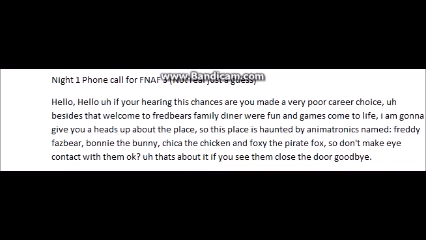 www.Bandicam.com
Night 1 Phone call for FNAF 3 (Not real just a guess)
Hello, Hello uh if your hearing this chances are you made a very poor career choice, uh
besides that welcome to fredbears family diner were fun and games come to life, i am gonna
give you a heads up about the place, so this place is haunted by animatronics named: freddy
fazbear, bonnie the bunny, chica the chicken and foxy the pirate fox, so don't make eye
contact with them ok? uh thats about it if you see them close the door goodbye.